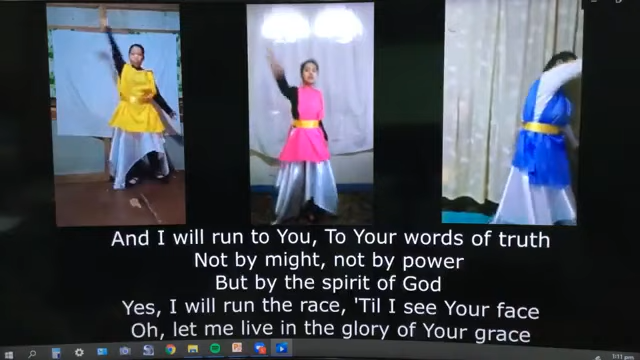 And I will run to You, To Your words of truth
Not by might, not by power
But by the spirit of God
Yes, I will run the race, 'Til I see Your face
Oh, let me live in the glory of Your grace